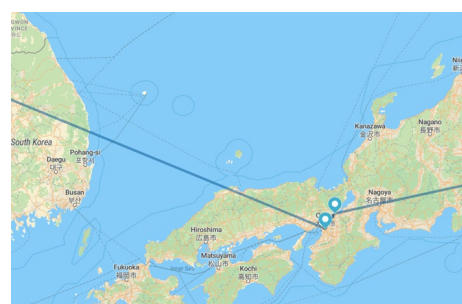 GWON
VINCE
South Korea
Daegu
대구
Pohang-si
포항시
Busan
부산
Kanazawa
金沢市
Nagano
長野市
Nagoya
名古屋市
Hiroshima
広島市
Matsuyama
松山市
Kochi
高知市
Fukuoka
福岡市